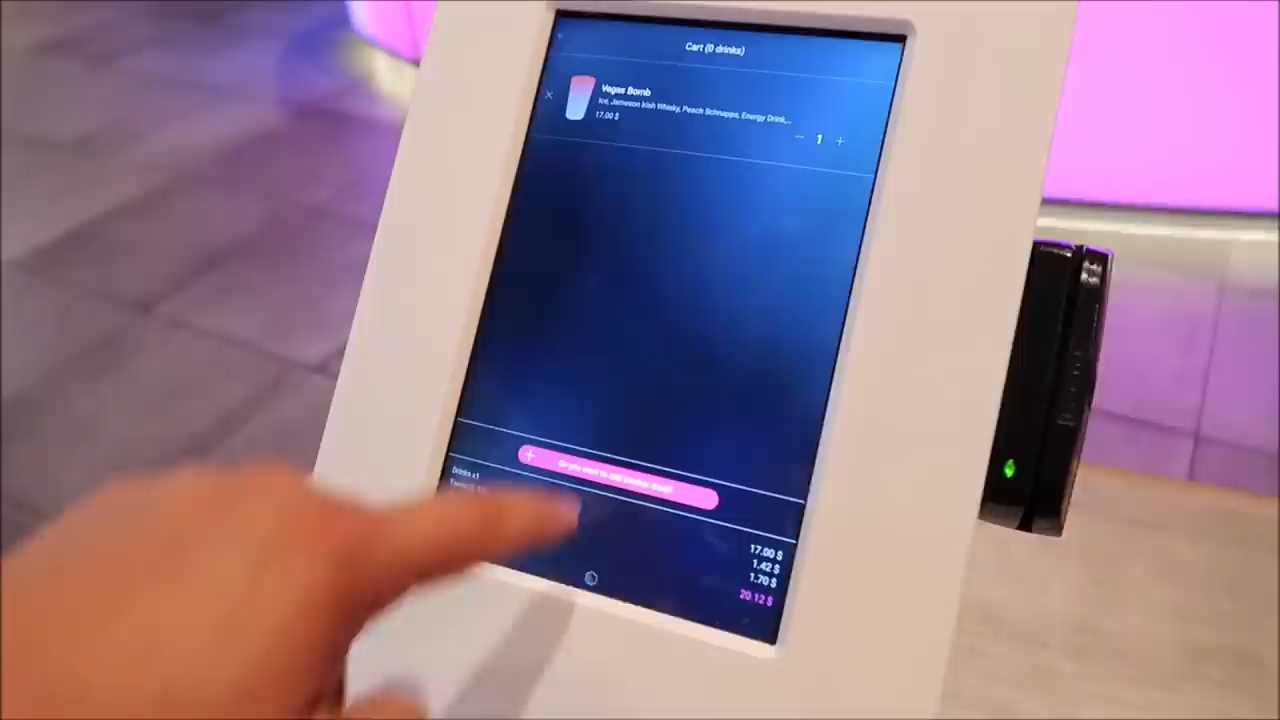 Cart (0 drinks)
Vegas Bomb
Ice, Jameson Irish Whisky, Peach Schnapps, Energy Drink,...
17.00 $
− 1 +
+ Do you want to add another drink?
Drinks x1
17.00 $
1.42 $
1.70 $
20.12 $